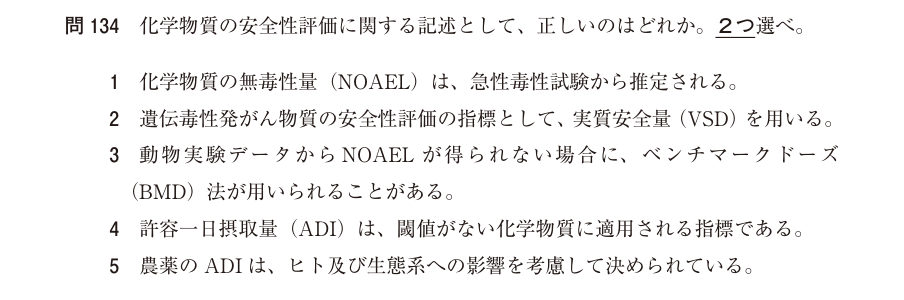 問 134 化学物質の安全性評価に関する記述として、正しいのはどれか。2つ選べ。
1 化学物質の無毒性量（NOAEL）は、急性毒性試験から推定される。
2 遺伝毒性発がん物質の安全性評価の指標として、実質安全量（VSD）を用いる。
3 動物実験データから NOAEL が得られない場合に、ベンチマークドーズ
（BMD）法が用いられることがある。
4 許容一日摂取量（ADI）は、閾値がない化学物質に適用される指標である。
5 農薬の ADI は、ヒト及び生態系への影響を考慮して決められている。